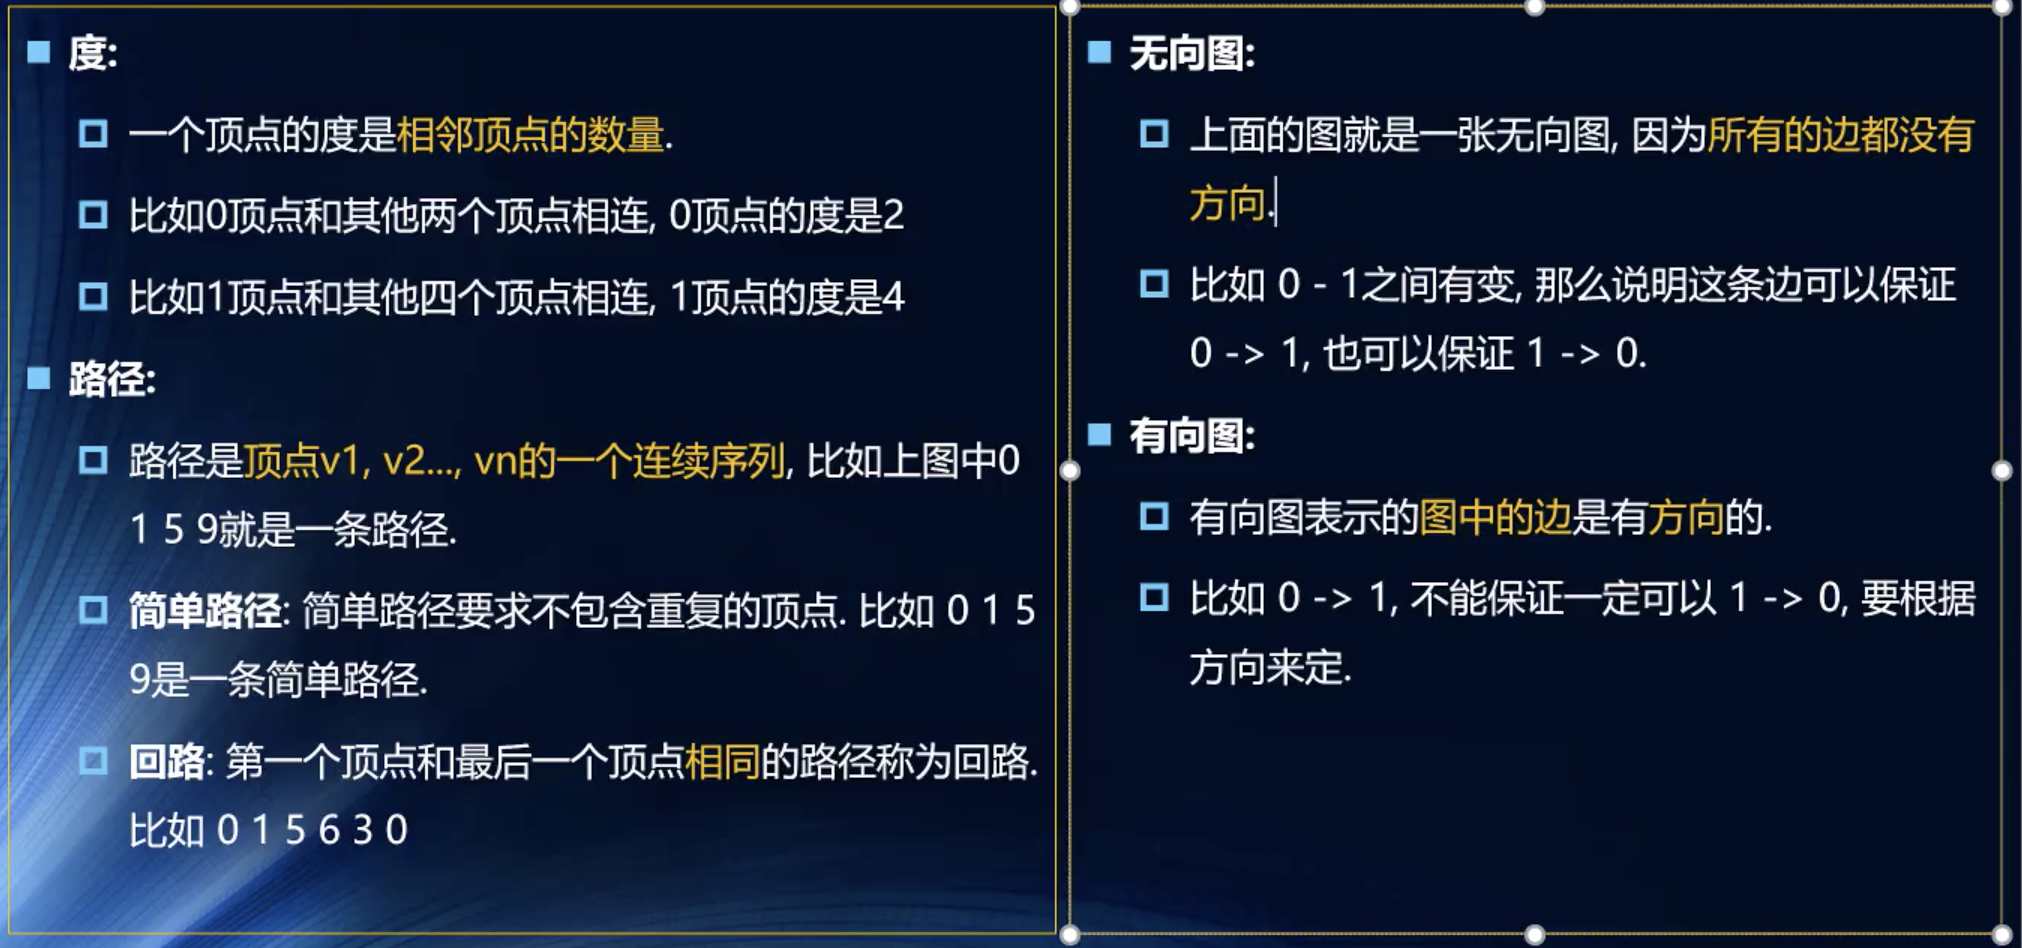 度:
一个顶点的度是相邻顶点的数量.
比如0顶点和其他两个顶点相连, 0顶点的度是2
比如1顶点和其他四个顶点相连, 1顶点的度是4
路径:
路径是顶点v1, v2..., vn的一个连续序列, 比如上图中0
1 5 9就是一条路径.
简单路径: 简单路径要求不包含重复的顶点. 比如 0 1 5
9是一条简单路径.
回路: 第一个顶点和最后一个顶点相同的路径称为回路.
比如 0 1 5 6 3 0
无向图:
上面的图就是一张无向图, 因为所有的边都没有
方向.
比如 0 - 1之间有变, 那么说明这条边可以保证
0 -> 1, 也可以保证 1 -> 0.
有向图:
有向图表示的图中的边是有方向的.
比如 0 -> 1, 不能保证一定可以 1 -> 0, 要根据
方向来定.